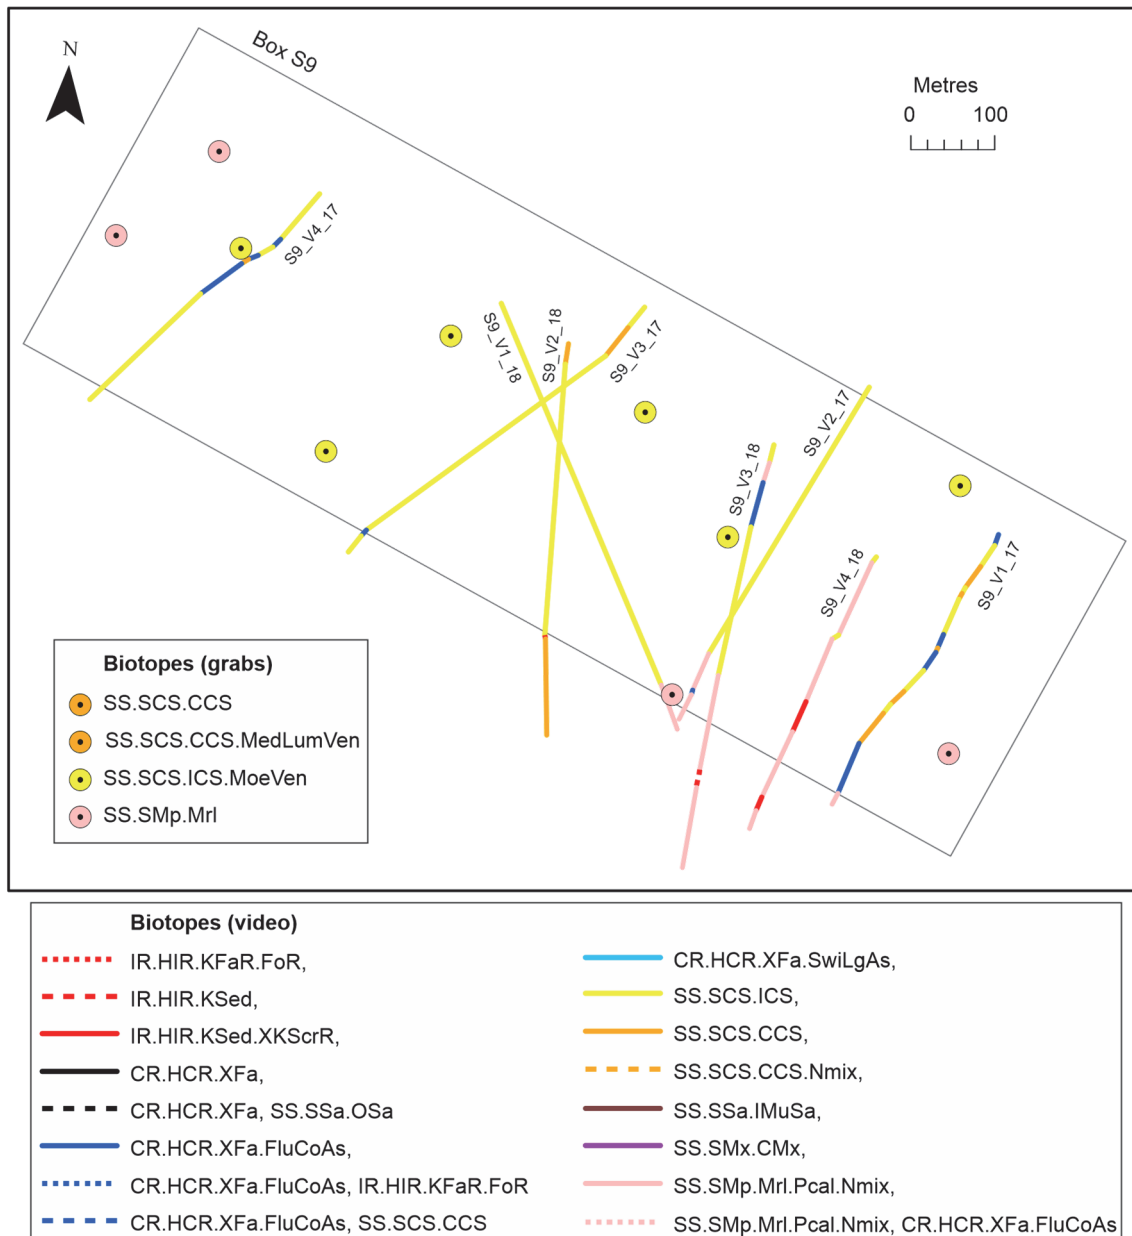 Box S9
N
Metres
0 100
S9_V4_17
S9_V1_18
S9_V2_18
S9_V3_17
S9_V2_17
S9_V3_18
S9_V4_18
S9_V1_17
Biotopes (grabs)
SS.SCS.CCS
SS.SCS.CCS.MedLumVen
SS.SCS.ICS.MoeVen
SS.SMp.Mrl
Biotopes (video)
IR.HIR.KFaR.FoR,
IR.HIR.KSed,
IR.HIR.KSed.XKScrR,
CR.HCR.XFa,
CR.HCR.XFa, SS.SSa.OSa
CR.HCR.XFa.FluCoAs,
CR.HCR.XFa.FluCoAs, IR.HIR.KFaR.FoR
CR.HCR.XFa.FluCoAs, SS.SCS.CCS
CR.HCR.XFa.SwiLgAs,
SS.SCS.ICS,
SS.SCS.CCS,
SS.SCS.CCS.Nmix,
SS.SSa.IMuSa,
SS.SMx.CMx,
SS.SMp.Mrl.Pcal.Nmix,
SS.SMp.Mrl.Pcal.Nmix, CR.HCR.XFa.FluCoAs